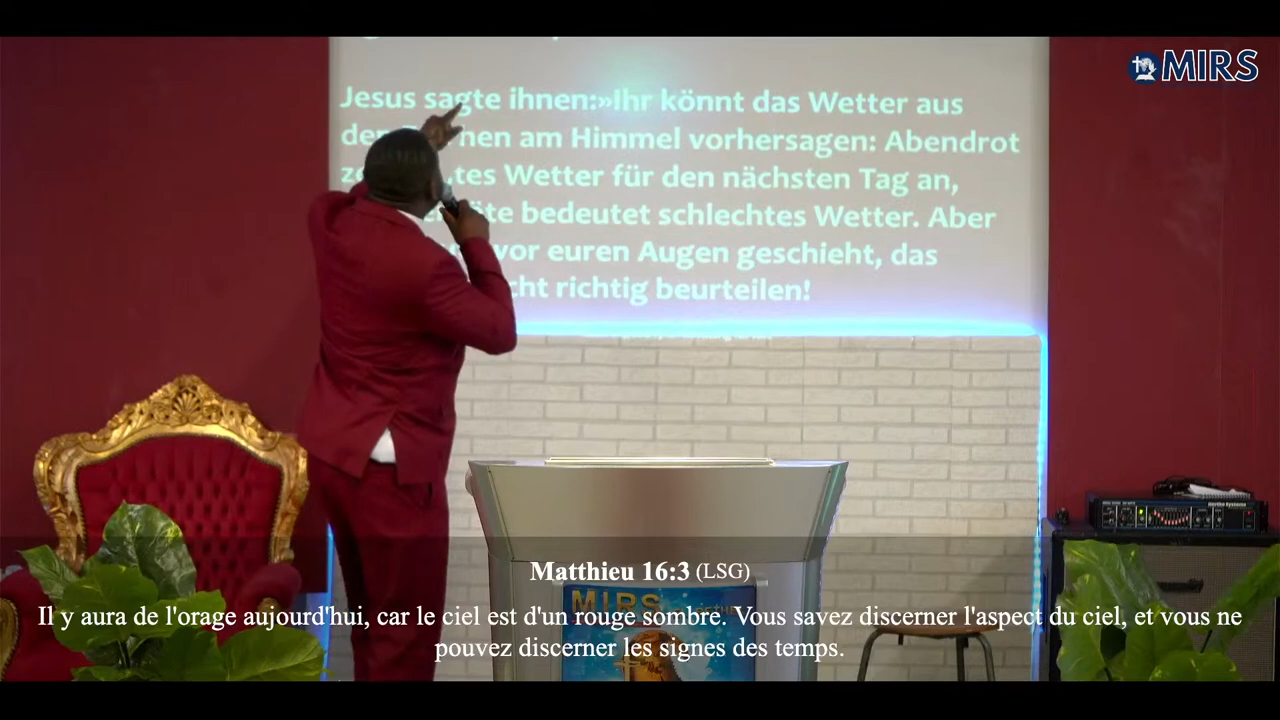 MIRS
Jesus sagte ihnen:»Ihr könnt das Wetter aus
am Himmel vorhersagen: Abendrot
Wetter für den nächsten Tag an,
bedeutet schlechtes Wetter. Aber
vor euren Augen geschieht, das
richtig beurteilen!
Matthieu 16:3 (LSG)
Il y aura de l'orage aujourd'hui, car le ciel est d'un rouge sombre. Vous savez discerner l'aspect du ciel, et vous ne
pouvez discerner les signes des temps.
MIRS